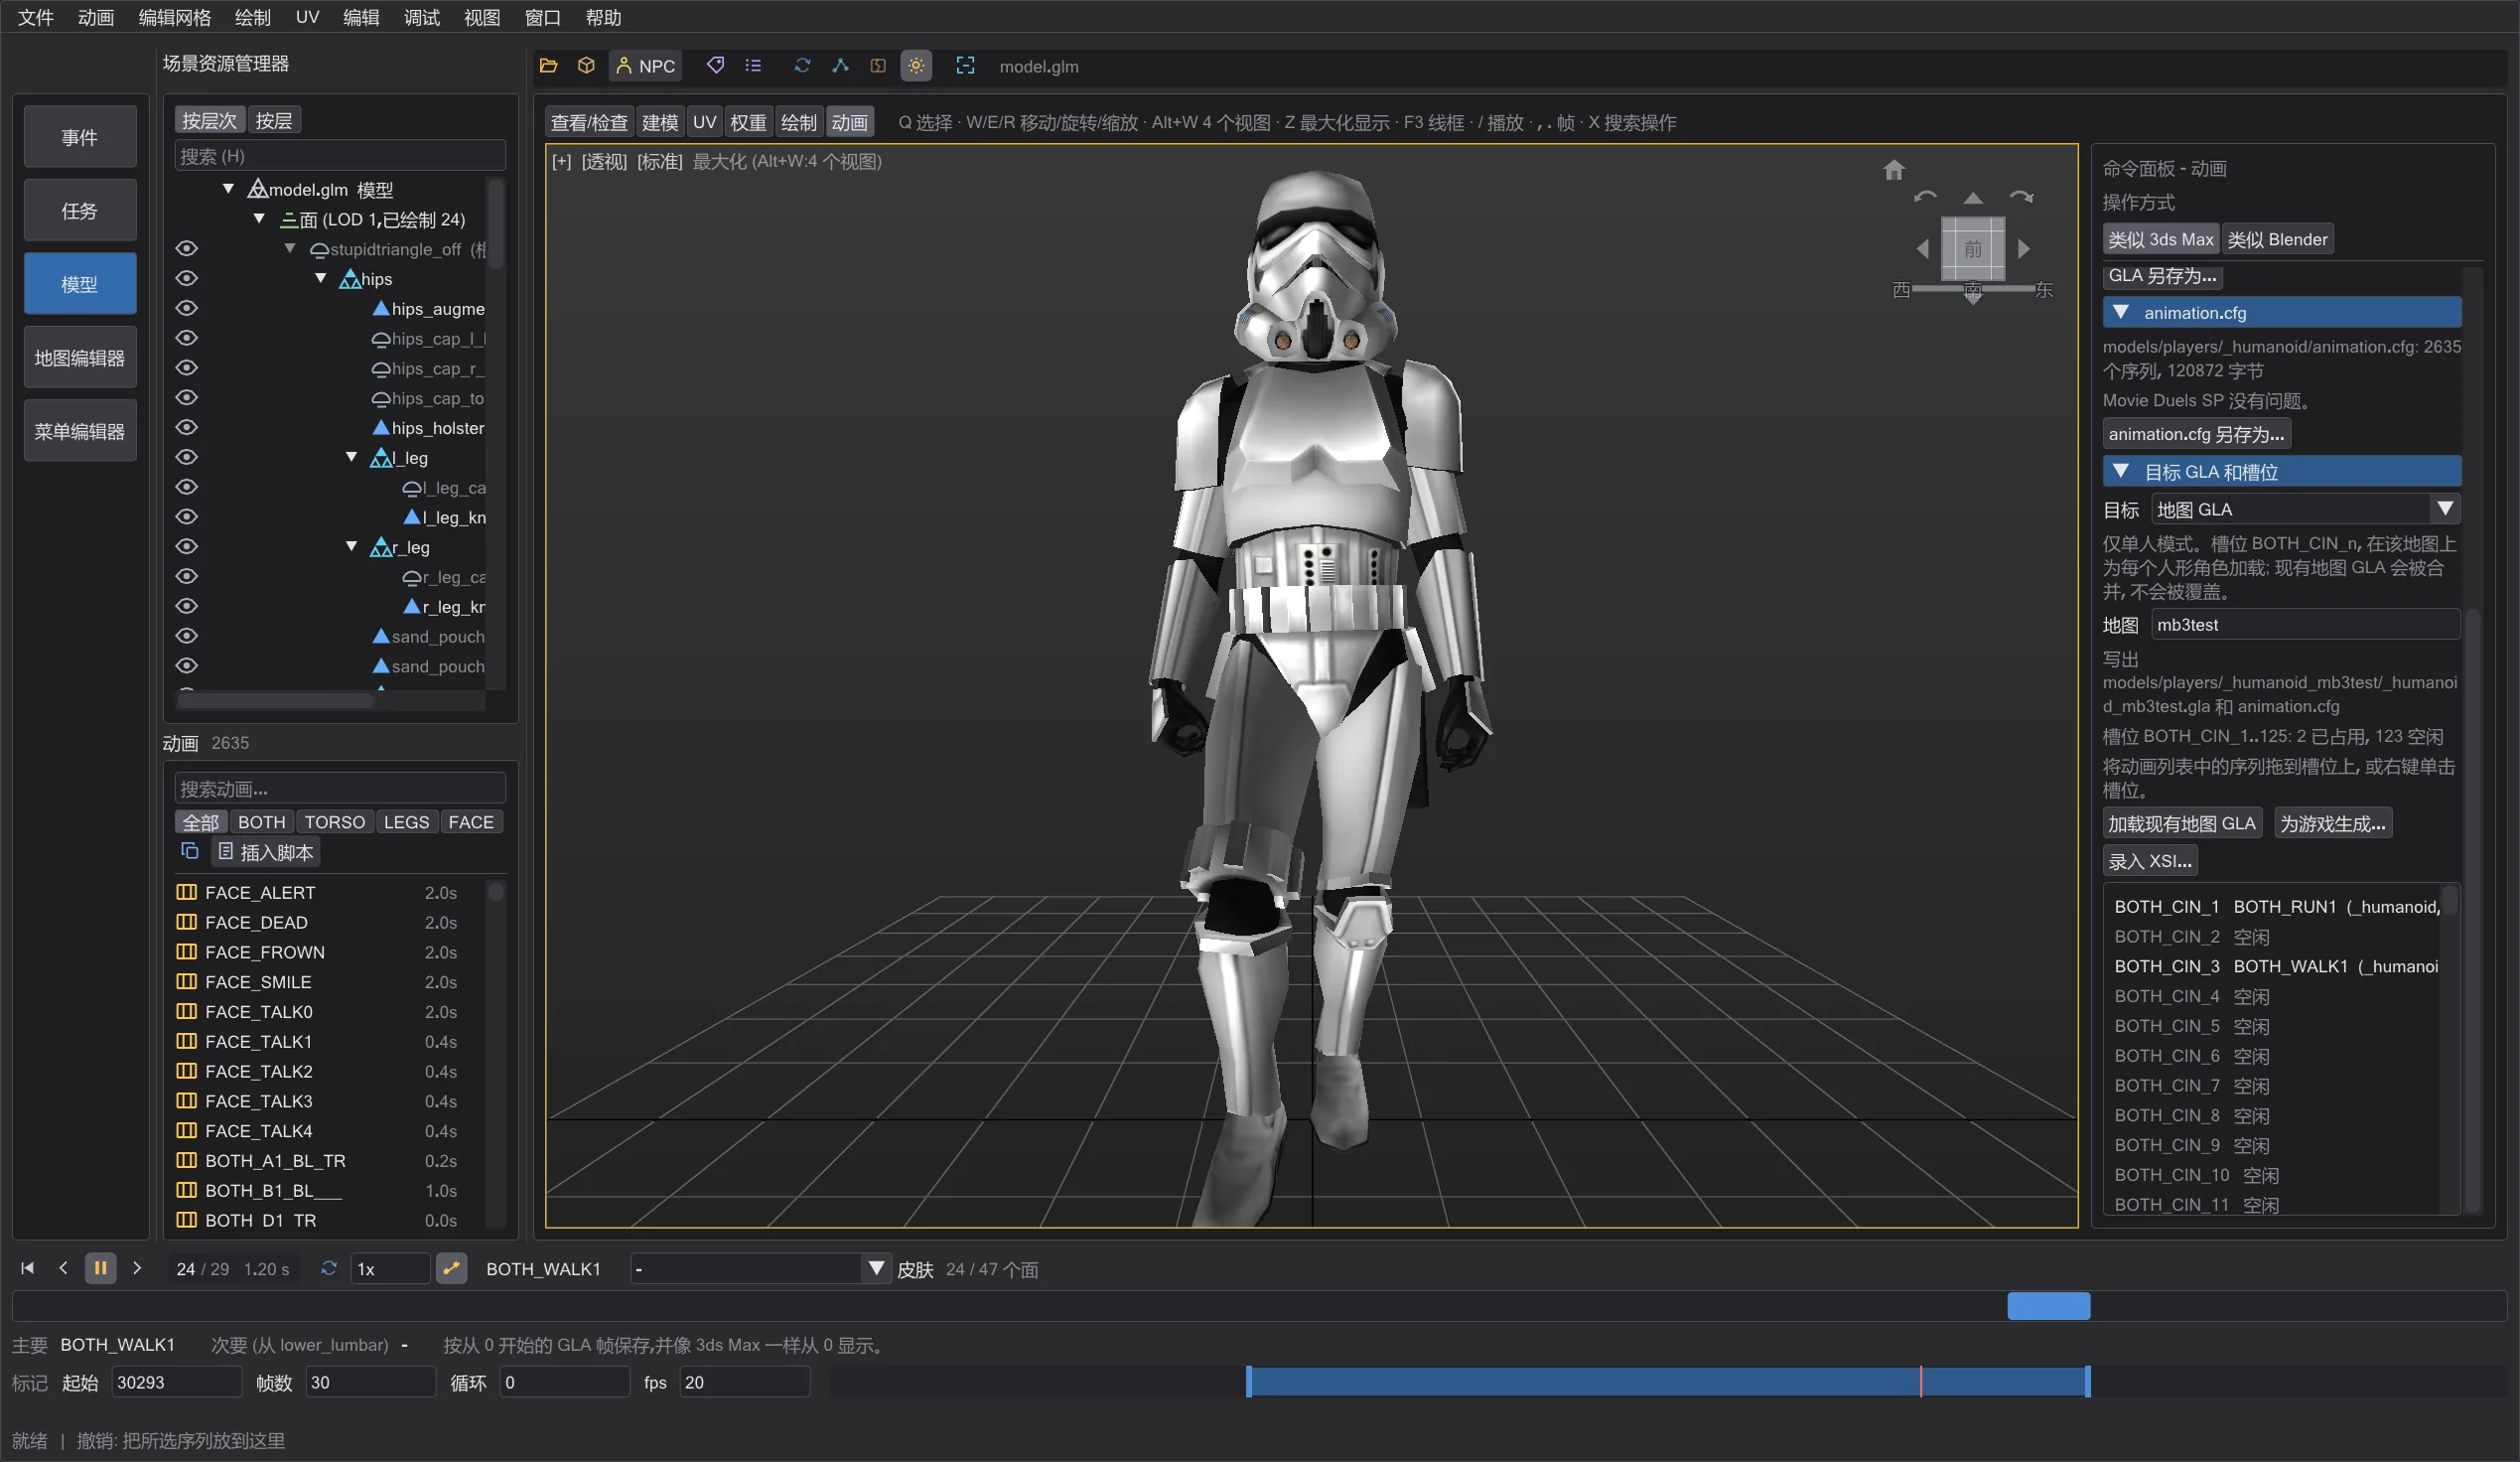 文件 动画 编辑网格 绘制 UV 编辑 调试 视图 窗口 帮助
场景资源管理器
NPC model.glm
事件
任务
模型
地图编辑器
菜单编辑器
按层次 按层
搜索 (H)
model.glm 模型
面 (LOD 1,已绘制 24)
stupidtriangle_off
hips
hips_augme
hips_cap_l_
hips_cap_r_
hips_cap_to
hips_holster
l_leg
l_leg_ca
l_leg_kn
r_leg
r_leg_ca
r_leg_kr
sand_pouch
sand_pouch
动画 2635
搜索动画...
全部 BOTH TORSO LEGS FACE
插入脚本
FACE_ALERT 2.0s
FACE_DEAD 2.0s
FACE_FROWN 2.0s
FACE_SMILE 2.0s
FACE_TALK0 2.0s
FACE_TALK1 0.4s
FACE_TALK2 0.4s
FACE_TALK3 0.4s
FACE_TALK4 0.4s
BOTH_A1_BL_TR 0.2s
BOTH_B1_BL___ 1.0s
BOTH_D1_TR 0.0s
查看/检查 建模 UV 权重 绘制 动画 Q 选择 · W/E/R 移动/旋转/缩放 · Alt+W 4 个视图 · Z 最大化显示 · F3 线框 · / 播放 · , . 帧 · X 搜索操作
[+] [透视] [标准] 最大化 (Alt+W:4 个视图)
前
西 南 东
命令面板 - 动画
操作方式
类似 3ds Max 类似 Blender
GLA 另存为...
animation.cfg
models/players/_humanoid/animation.cfg: 2635
个序列, 120872 字节
Movie Duels SP 没有问题。
animation.cfg 另存为...
目标 GLA 和槽位
目标 地图 GLA
仅单人模式。槽位 BOTH_CIN_n, 在该地图上
为每个人形角色加载; 现有地图 GLA 会被合
并, 不会被覆盖。
地图 mb3test
写出
models/players/_humanoid_mb3test/_humanoi
d_mb3test.gla 和 animation.cfg
槽位 BOTH_CIN_1..125: 2 已占用, 123 空闲
将动画列表中的序列拖到槽位上, 或右键单击
槽位。
加载现有地图 GLA 为游戏生成...
录入 XSI...
BOTH_CIN_1 BOTH_RUN1 (_humanoid,
BOTH_CIN_2 空闲
BOTH_CIN_3 BOTH_WALK1 (_humanoi
BOTH_CIN_4 空闲
BOTH_CIN_5 空闲
BOTH_CIN_6 空闲
BOTH_CIN_7 空闲
BOTH_CIN_8 空闲
BOTH_CIN_9 空闲
BOTH_CIN_10 空闲
BOTH_CIN_11 空闲
24 / 29 1.20 s 1x BOTH_WALK1 - 皮肤 24 / 47 个面
主要 BOTH_WALK1 次要 (从 lower_lumbar) - 按从 0 开始的 GLA 帧保存,并像 3ds Max 一样从 0 显示。
标记 起始 30293 帧数 30 循环 0 fps 20
就绪 | 撤销: 把所选序列放到这里